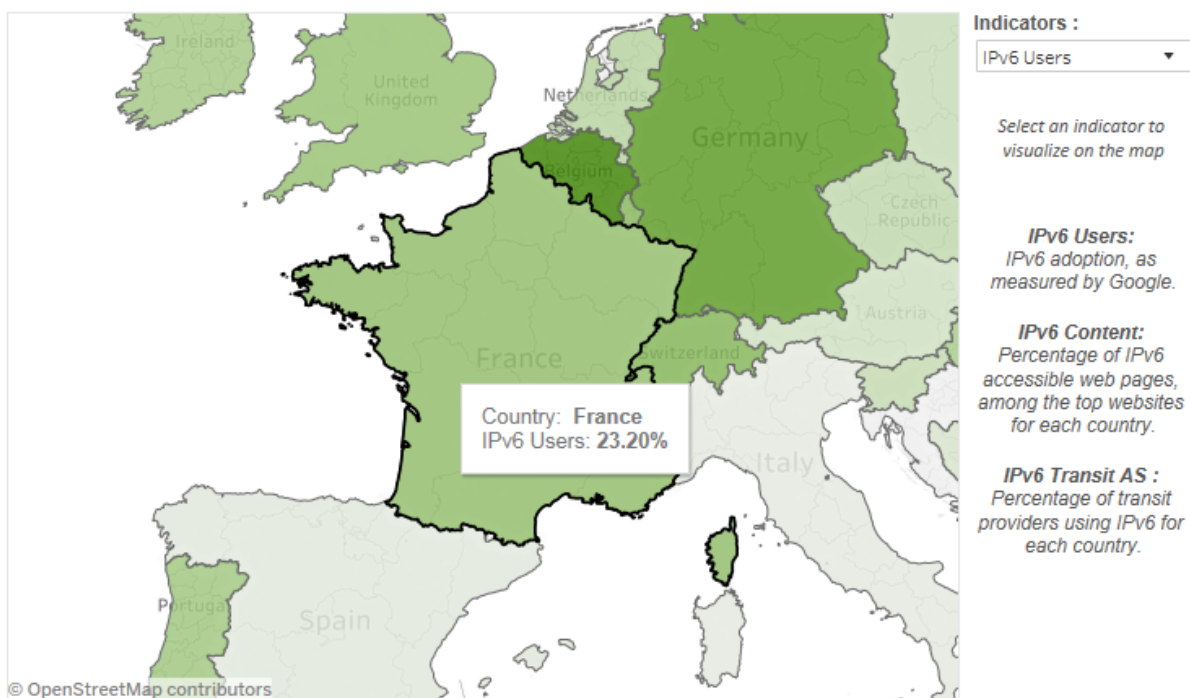 Ireland
United
Kingdom
Netherlands
Germany
Belgium
Czech
Republic
Austria
France
Switzerland
Country: France
IPv6 Users: 23.20%
Italy
Portugal
Spain
© OpenStreetMap contributors
Indicators :
IPv6 Users
Select an indicator to
visualize on the map
IPv6 Users:
IPv6 adoption, as
measured by Google.
IPv6 Content:
Percentage of IPv6
accessible web pages,
among the top websites
for each country.
IPv6 Transit AS :
Percentage of transit
providers using IPv6 for
each country.